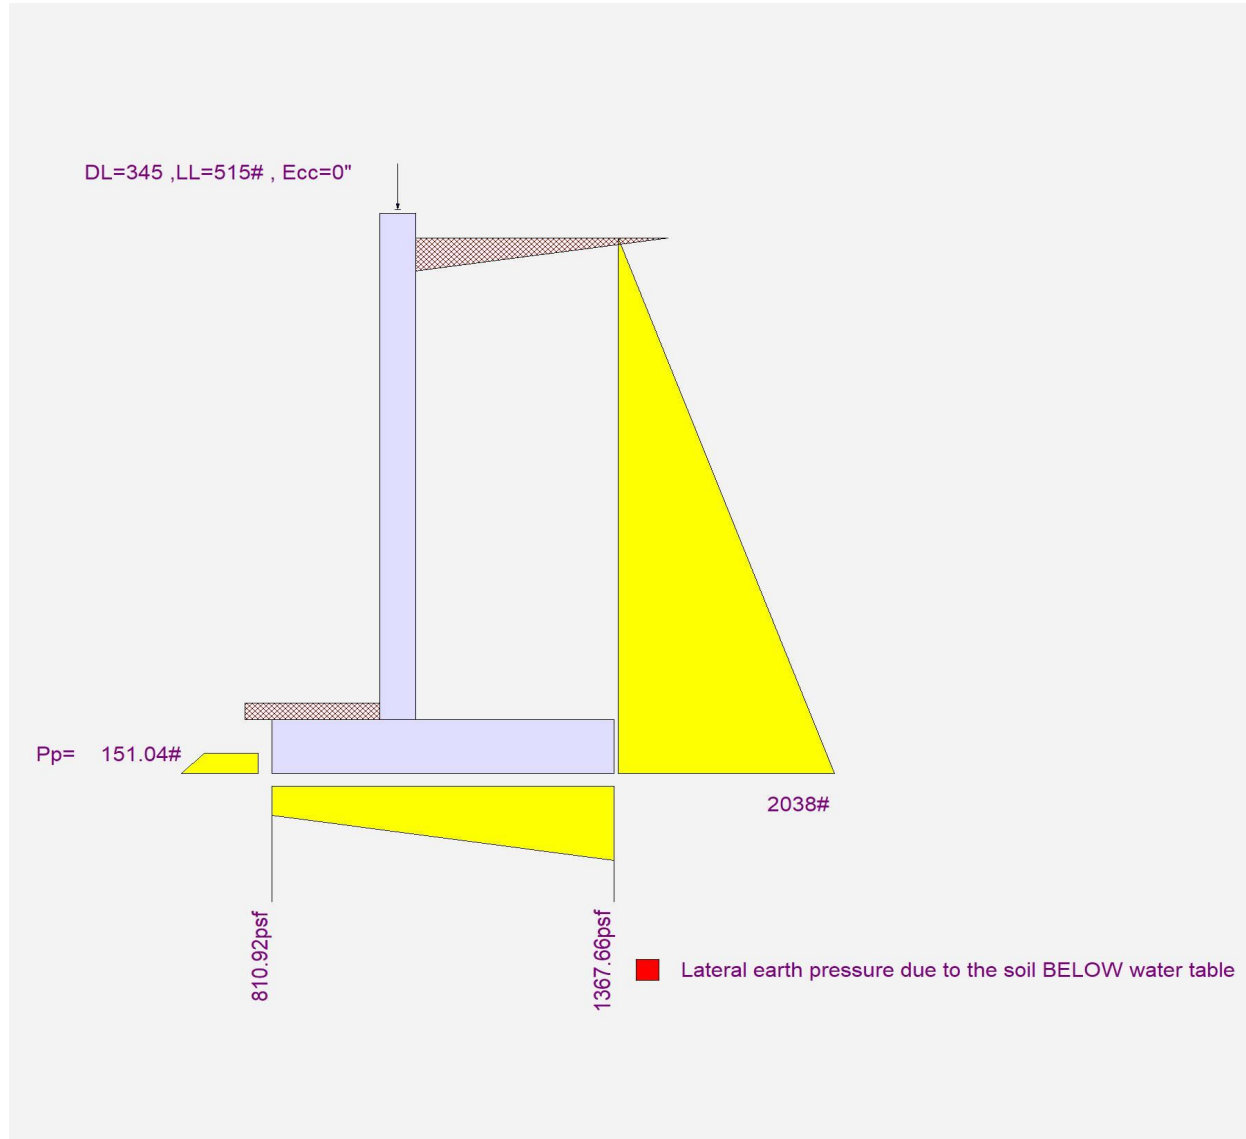 DL=345 ,LL=515# , Ecc=0"
Pp= 151.04#
2038#
810.92psf
1367.66psf
Lateral earth pressure due to the soil BELOW water table